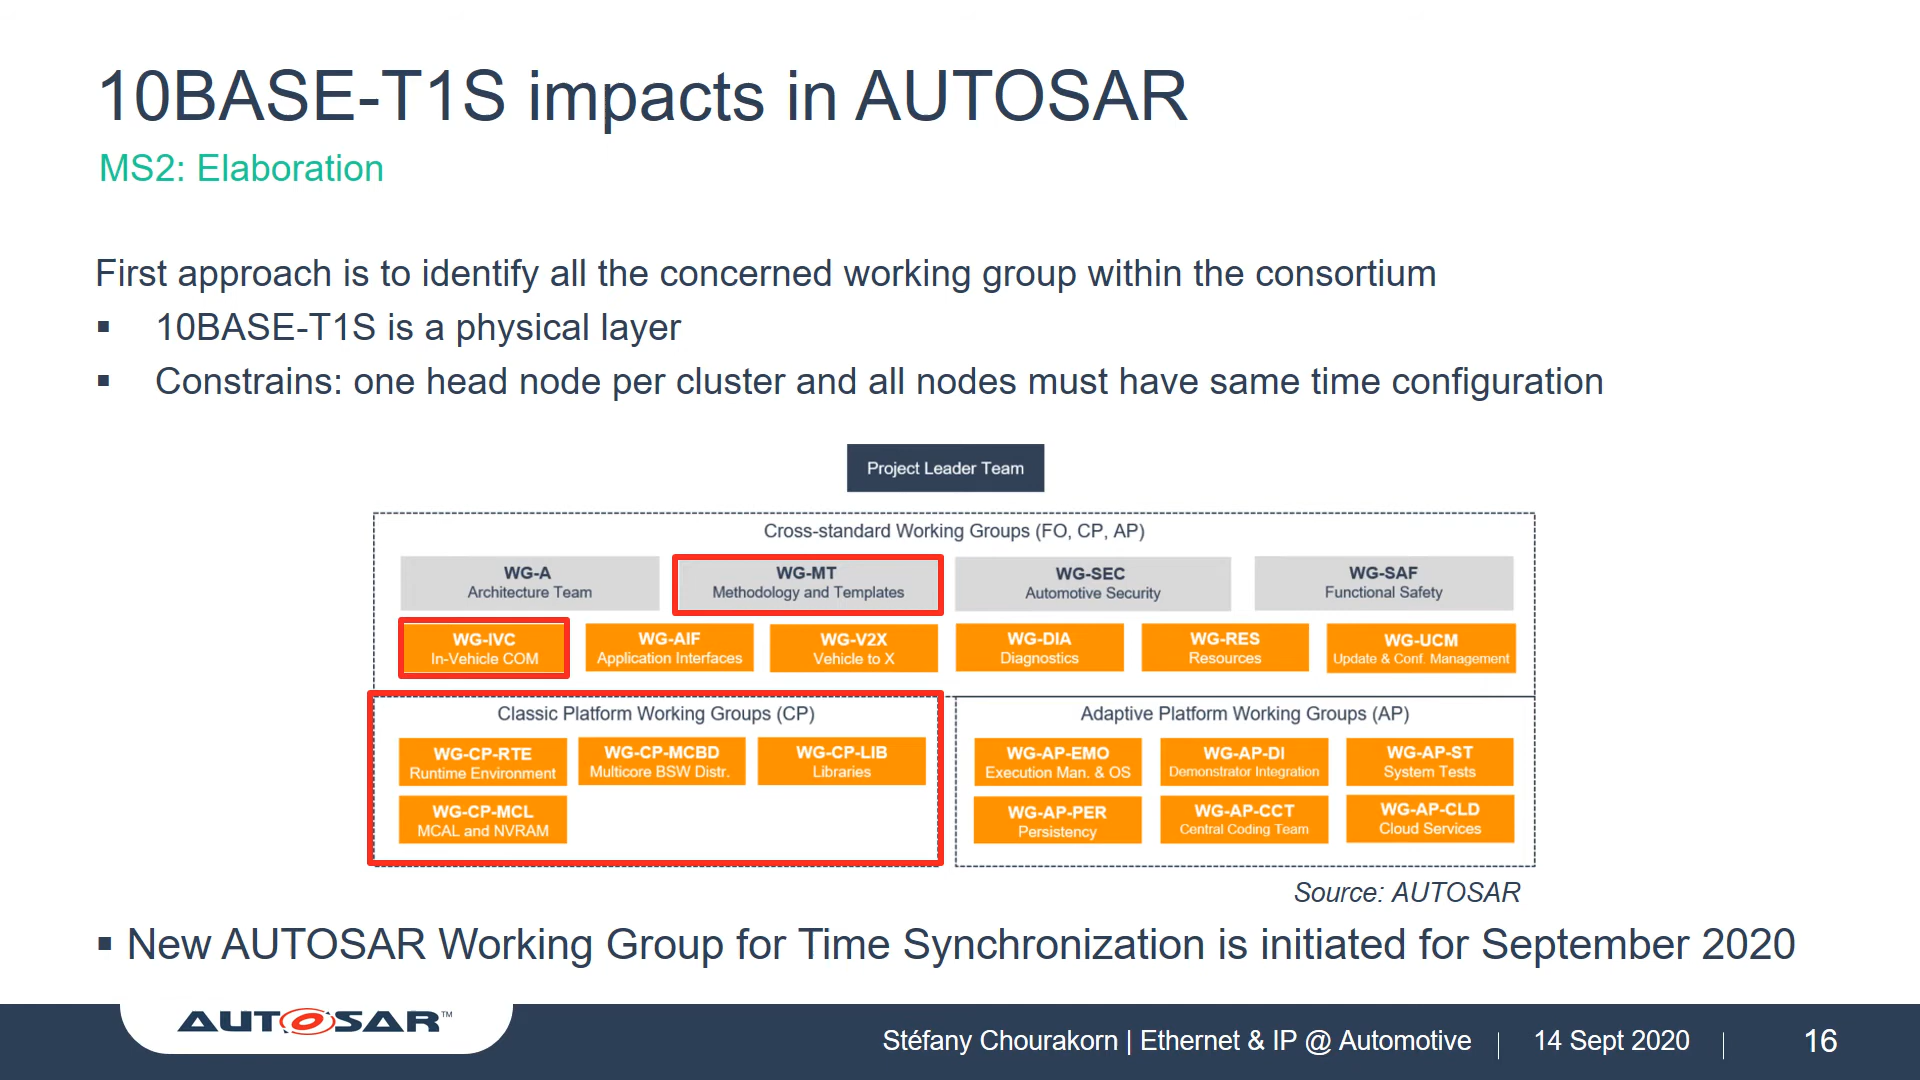 10BASE-T1S impacts in AUTOSAR
MS2: Elaboration
First approach is to identify all the concerned working group within the consortium
▪ 10BASE-T1S is a physical layer
▪ Constrains: one head node per cluster and all nodes must have same time configuration
Project Leader Team
Cross-standard Working Groups (FO, CP, AP)
WG-A
Architecture Team
WG-MT
Methodology and Templates
WG-SEC
Automotive Security
WG-SAF
Functional Safety
WG-IVC
In-Vehicle COM
WG-AIF
Application Interfaces
WG-V2X
Vehicle to X
WG-DIA
Diagnostics
WG-RES
Resources
WG-UCM
Update & Conf. Management
Classic Platform Working Groups (CP)
WG-CP-RTE
Runtime Environment
WG-CP-MCBD
Multicore BSW Distr.
WG-CP-LIB
Libraries
WG-CP-MCL
MCAL and NVRAM
Adaptive Platform Working Groups (AP)
WG-AP-EMO
Execution Man. & OS
WG-AP-DI
Demonstrator Integration
WG-AP-ST
System Tests
WG-AP-PER
Persistency
WG-AP-CCT
Central Coding Team
WG-AP-CLD
Cloud Services
Source: AUTOSAR
▪ New AUTOSAR Working Group for Time Synchronization is initiated for September 2020
AUTOSAR™
Stéfany Chourakorn | Ethernet & IP @ Automotive | 14 Sept 2020 | 16